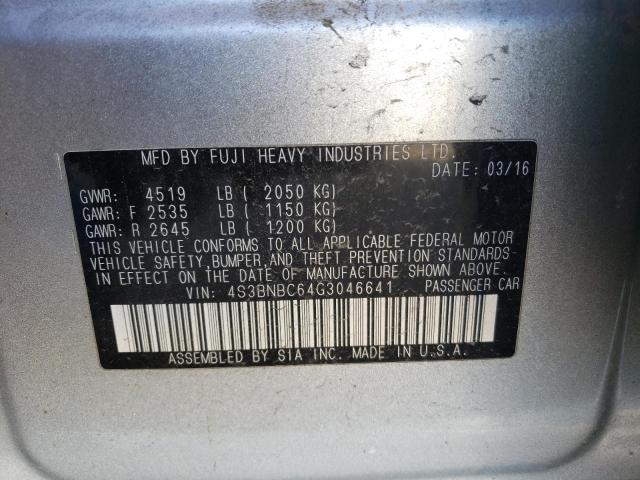 MFD BY FUJI HEAVY INDUSTRIES LTD.
DATE: 03/16
GVWR: 4519 LB ( 2050 KG)
GAWR: F 2535 LB ( 1150 KG)
GAWR: R 2645 LB ( 1200 KG)
THIS VEHICLE CONFORMS TO ALL APPLICABLE FEDERAL MOTOR
VEHICLE SAFETY, BUMPER, AND THEFT PREVENTION STANDARDS
IN EFFECT ON THE DATE OF MANUFACTURE SHOWN ABOVE.
VIN: 4S3BNBC64G3046641 PASSENGER CAR
ASSEMBLED BY SIA INC. MADE IN U.S.A.